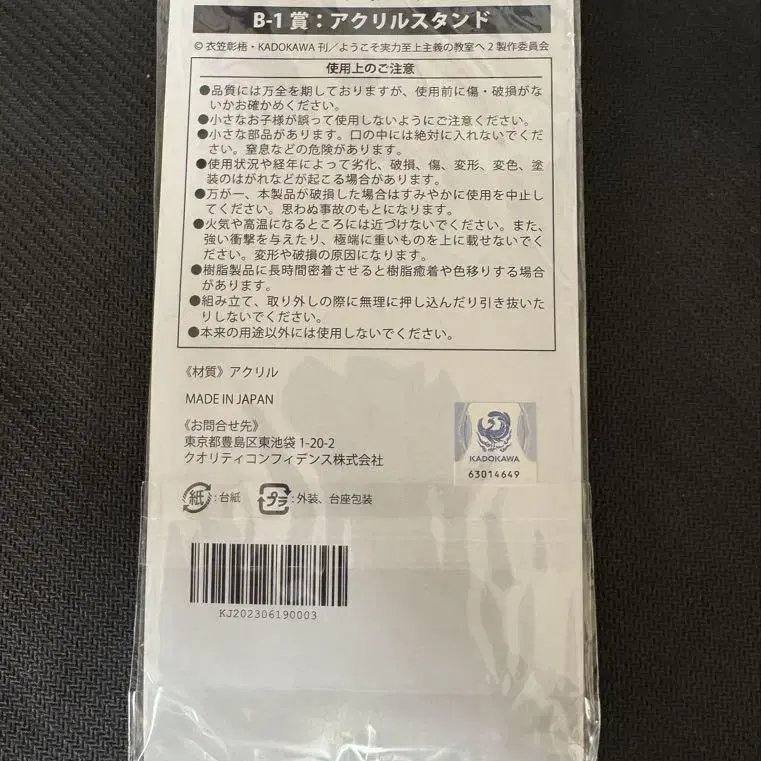 B-1賞：アクリルスタンド
©衣笠彰梧・KADOKAWA 刊／ようこそ実力至上主義の教室へ 2 製作委員会
使用上のご注意
●品質には万全を期しておりますが、使用前に傷・破損がな
いかお確かめください。
●小さなお子様が誤って使用しないようにご注意ください。
●小さな部品があります。口の中には絶対に入れないでくだ
さい。窒息などの危険があります。
●使用状況や経年によって劣化、破損、傷、変形、変色、塗
装のはがれなどが起こる場合があります。
●万が一、本製品が破損した場合はすみやかに使用を中止し
てください。思わぬ事故のもとになります。
●火気や高温になるところには近づけないでください。また、
強い衝撃を与えたり、極端に重いものを上に載せないでく
ださい。変形や破損の原因になります。
●樹脂製品に長時間密着させると樹脂癒着や色移りする場合
があります。
●組み立て、取り外しの際に無理に押し込んだり引き抜いた
りしないでください。
●本来の用途以外には使用しないでください。
《材質》アクリル
MADE IN JAPAN
《お問合せ先》
東京都豊島区東池袋 1-20-2
クオリティコンフィデンス株式会社
KADOKAWA
63014649
紙：台紙
プラ：外装、台座包装
KJ202306190003